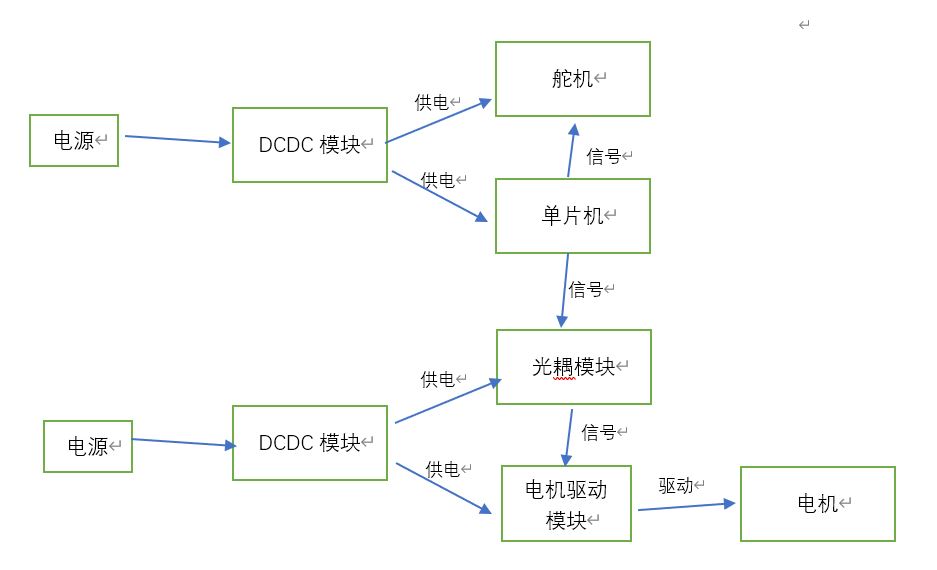 舵机
供电
电源
DCDC 模块
供电
信号
单片机
信号
光耦模块
供电
电源
DCDC 模块
信号
供电
电机驱动
模块
驱动
电机